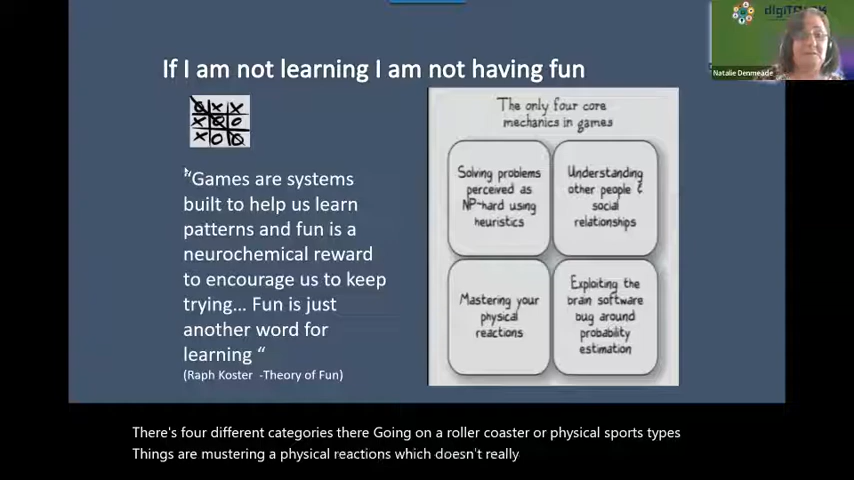 If I am not learning I am not having fun
"Games are systems
built to help us learn
patterns and fun is a
neurochemical reward
to encourage us to keep
trying... Fun is just
another word for
learning “
(Raph Koster -Theory of Fun)
The only four core
mechanics in games
Solving problems
perceived as
NP-hard using
heuristics
Understanding
other people &
social
relationships
Mastering your
physical
reactions
Exploiting the
brain software
bug around
probability
estimation
Natalie Denmeade
There's four different categories there Going on a roller coaster or physical sports types
Things are mustering a physical reactions which doesn't really